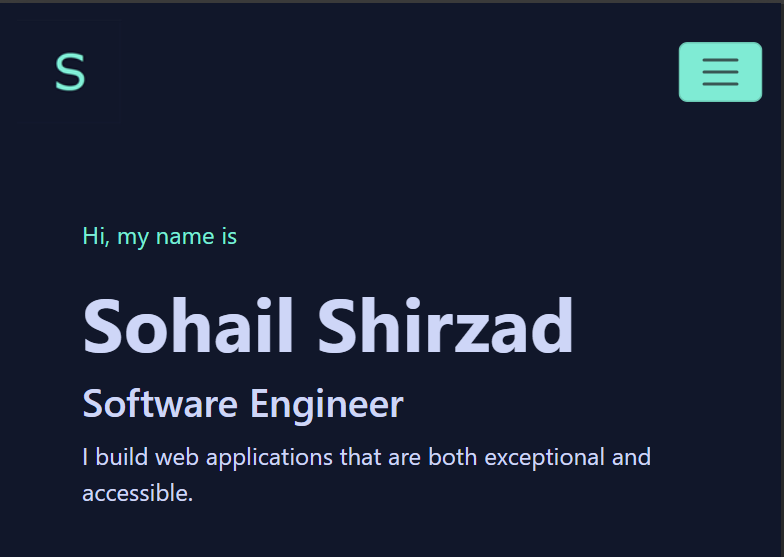 S
Hi, my name is
Sohail Shirzad
Software Engineer
I build web applications that are both exceptional and
accessible.